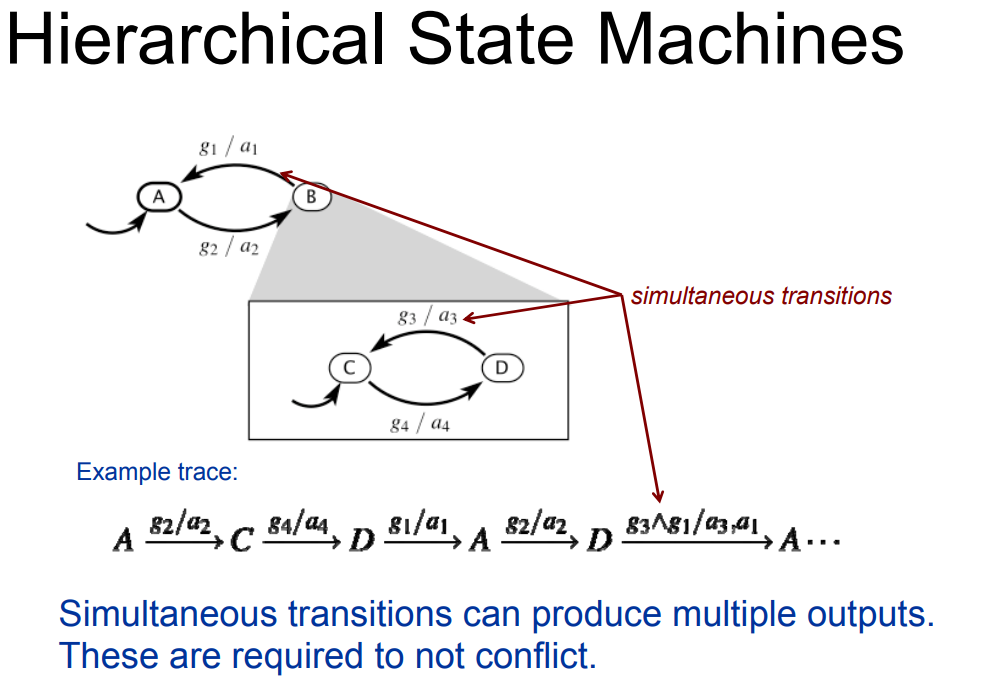 Hierarchical State Machines
g1 / a1
A
B
g2 / a2
simultaneous transitions
g3 / a3
C
D
g4 / a4
Example trace:
A g2/a2 C g4/a4 D g1/a1 A g2/a2 D g3∧g1/a3,a1 A ···
Simultaneous transitions can produce multiple outputs.
These are required to not conflict.